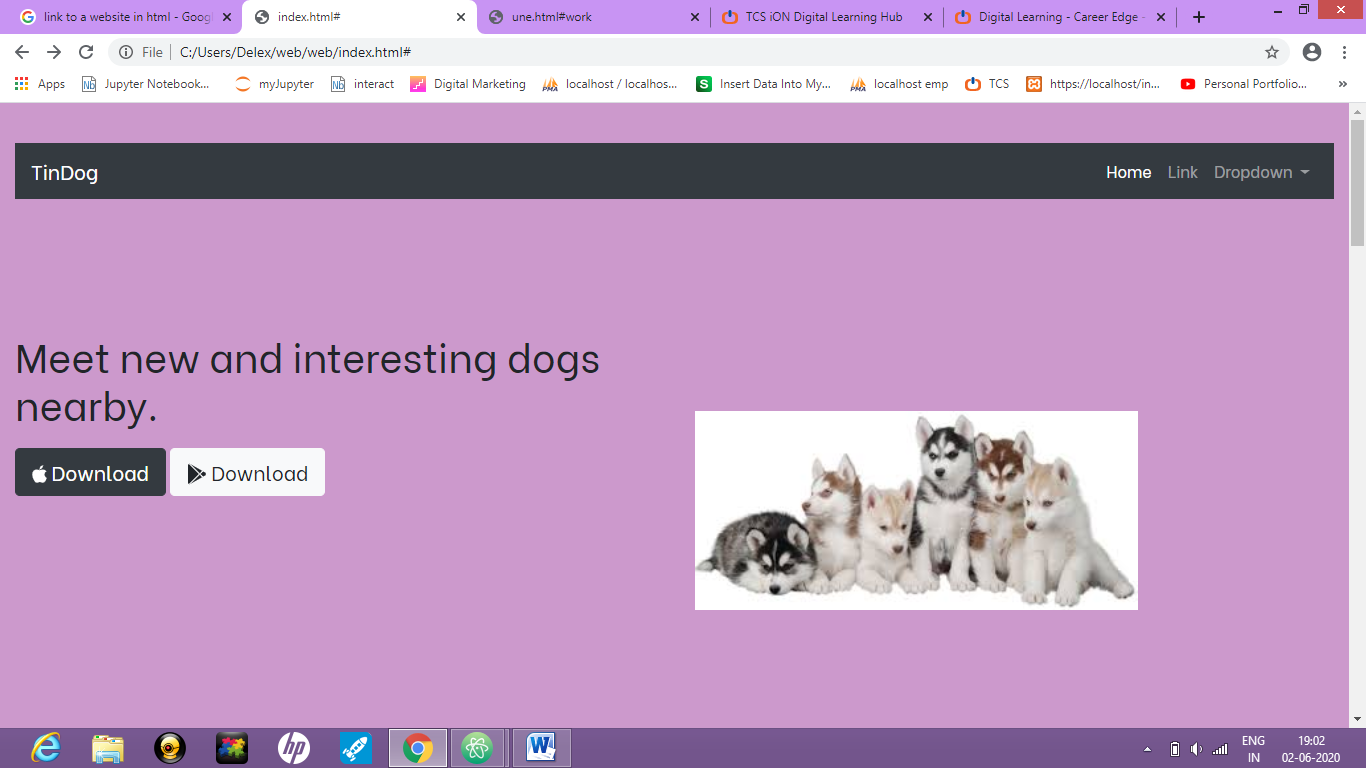 link to a website in html - Goog
index.html#
une.html#work
TCS iON Digital Learning Hub
Digital Learning - Career Edge -
File
C:/Users/Delex/web/web/index.html#
Apps
Jupyter Notebook...
myJupyter
interact
Digital Marketing
localhost / localhos...
Insert Data Into My...
localhost emp
TCS
https://localhost/in...
Personal Portfolio...
TinDog
Home Link Dropdown
Meet new and interesting dogs
nearby.
Download
Download
ENG
IN
19:02
02-06-2020